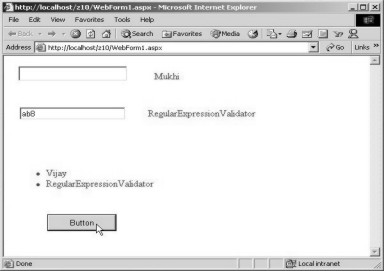 http://localhost/z10/WebForm1.aspx - Microsoft Internet Explorer
File Edit View Favorites Tools Help
Back Search Favorites Media
Address http://localhost/z10/WebForm1.aspx Go Links »
Mukhi
ab8 RegularExpressionValidator
• Vijay
• RegularExpressionValidator
Button
Done Local intranet